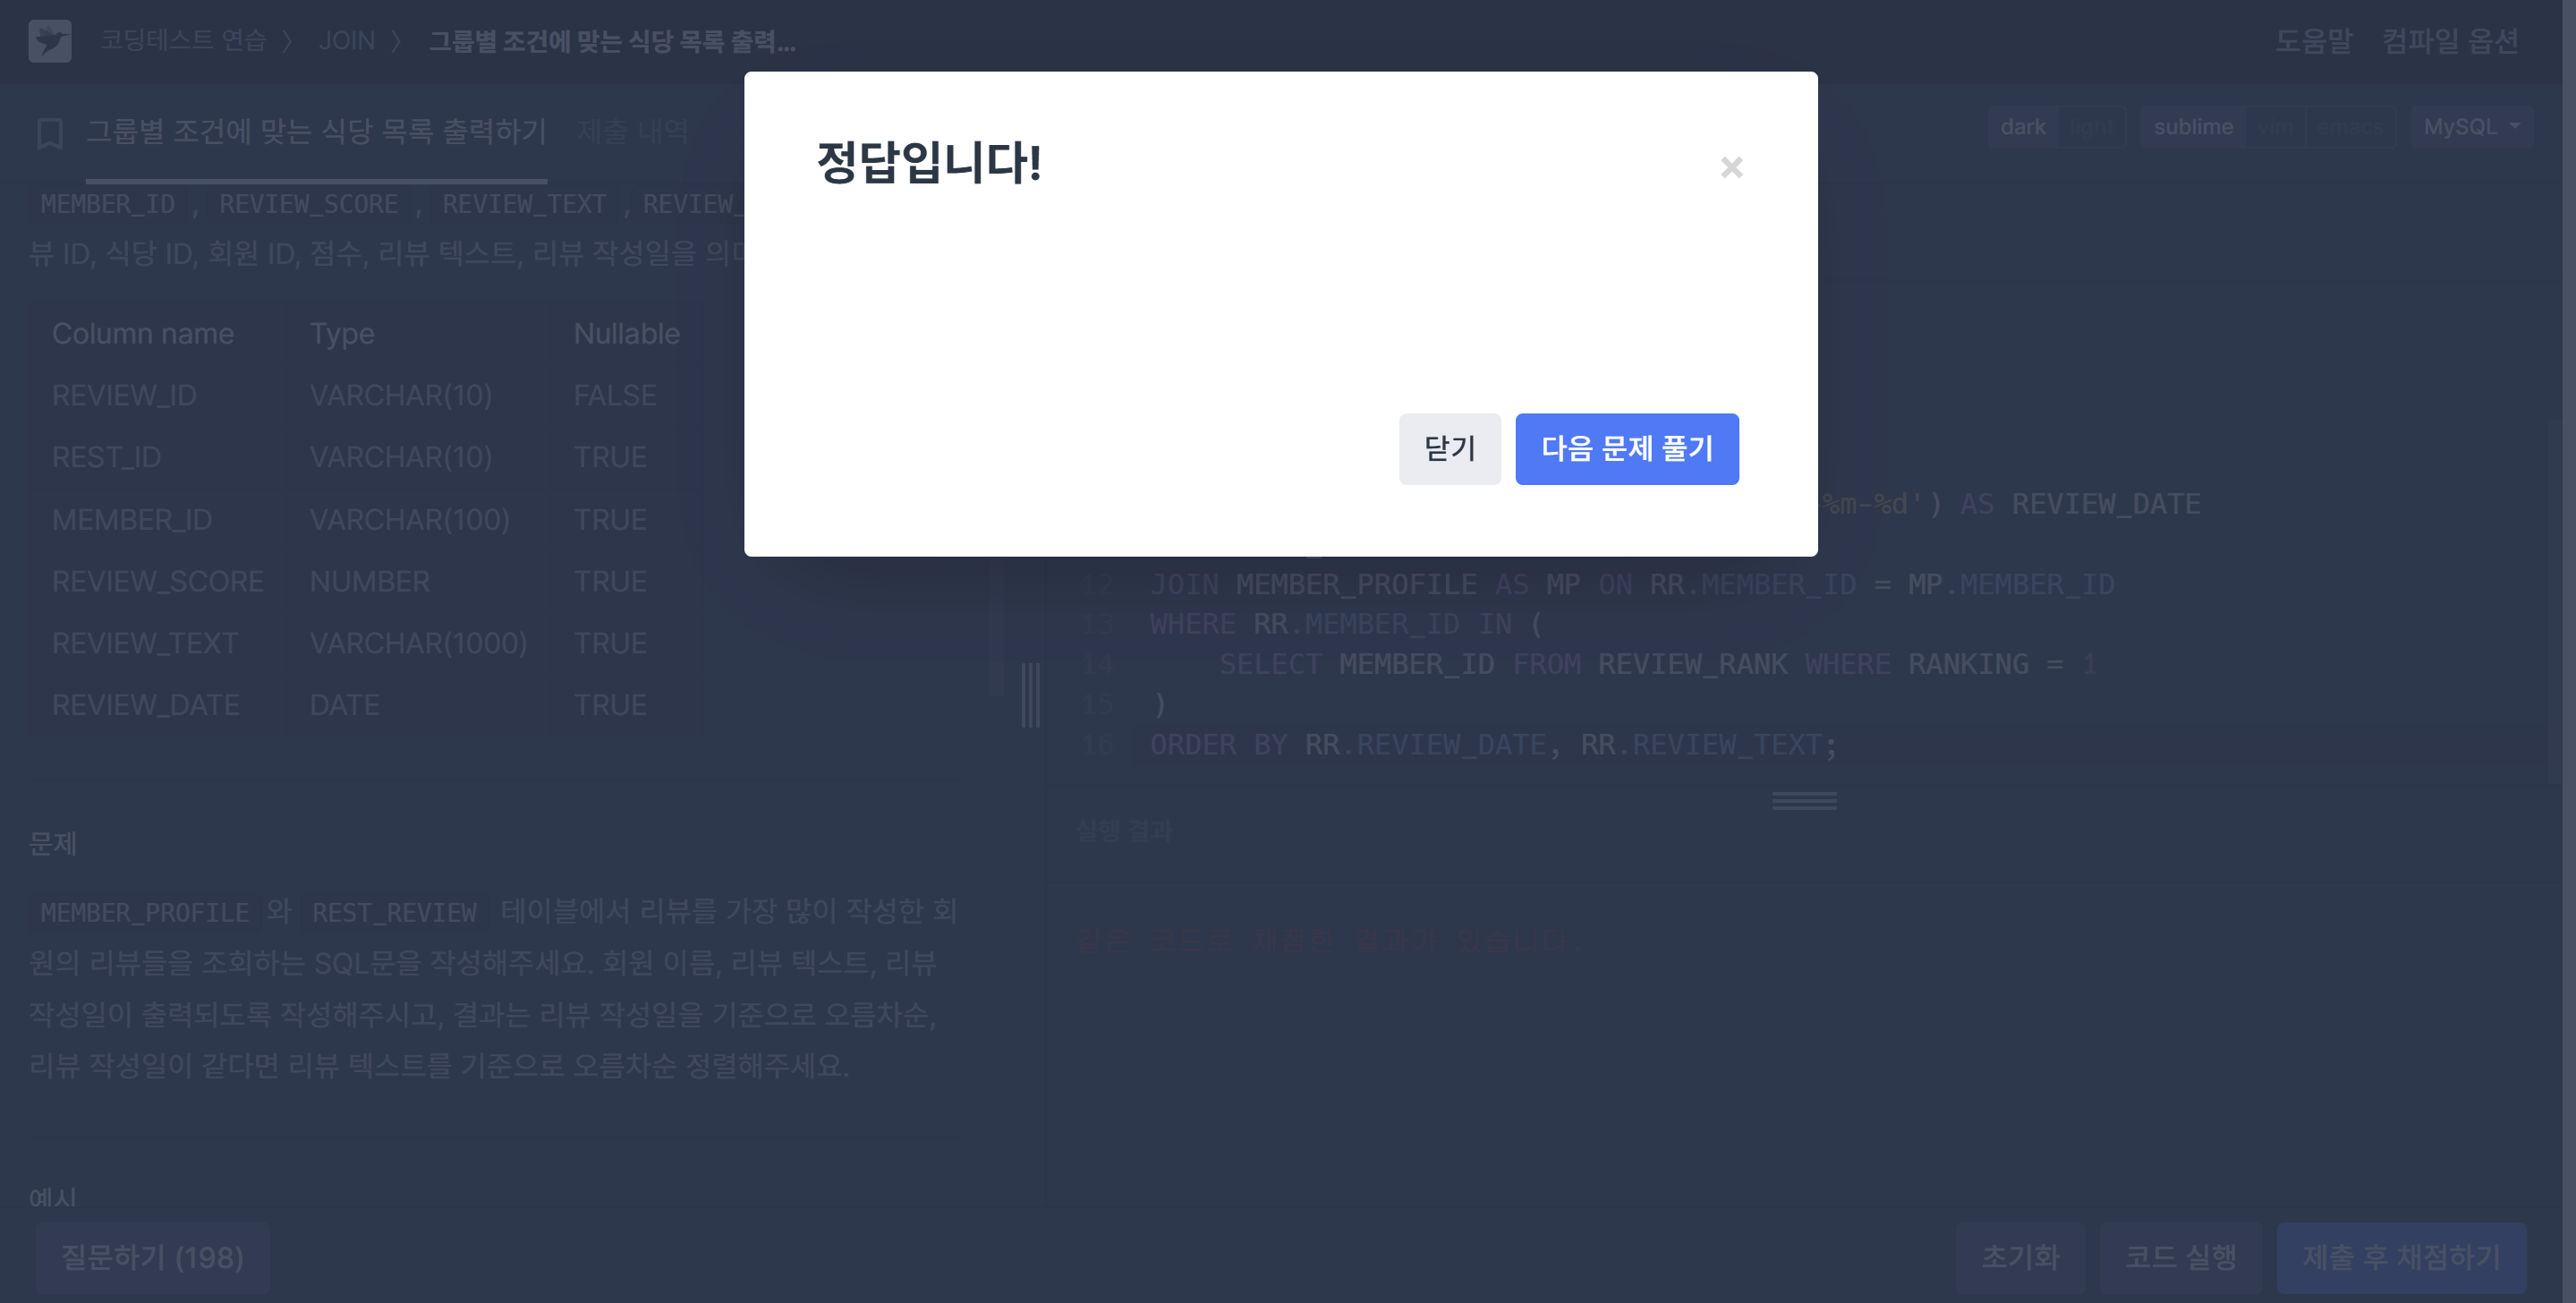 코딩테스트 연습 〉 JOIN 〉 그룹별 조건에 맞는 식당 목록 출력...
도움말 컴파일 옵션
그룹별 조건에 맞는 식당 목록 출력하기 제출 내역
dark light sublime vim emacs MySQL
MEMBER_ID , REVIEW_SCORE , REVIEW_TEXT , REVIEW_
뷰 ID, 식당 ID, 회원 ID, 점수, 리뷰 텍스트, 리뷰 작성일을
Column name Type Nullable
REVIEW_ID VARCHAR(10) FALSE
REST_ID VARCHAR(10) TRUE
MEMBER_ID VARCHAR(100) TRUE
REVIEW_SCORE NUMBER TRUE
REVIEW_TEXT VARCHAR(1000) TRUE
REVIEW_DATE DATE TRUE
문제
MEMBER_PROFILE 와 REST_REVIEW 테이블에서 리뷰를 가장 많이 작성한 회
원의 리뷰들을 조회하는 SQL문을 작성해주세요. 회원 이름, 리뷰 텍스트, 리뷰
작성일이 출력되도록 작성해주시고, 결과는 리뷰 작성일을 기준으로 오름차순,
리뷰 작성일이 같다면 리뷰 텍스트를 기준으로 오름차순 정렬해주세요.
예시
정답입니다!
×
닫기 다음 문제 풀기
%m-%d') AS REVIEW_DATE
12 JOIN MEMBER_PROFILE AS MP ON RR.MEMBER_ID = MP.MEMBER_ID
13 WHERE RR.MEMBER_ID IN (
14 SELECT MEMBER_ID FROM REVIEW_RANK WHERE RANKING = 1
15 )
16 ORDER BY RR.REVIEW_DATE, RR.REVIEW_TEXT;
실행 결과
같은 코드로 채점한 결과가 있습니다.
질문하기 (198)
초기화 코드 실행 제출 후 채점하기